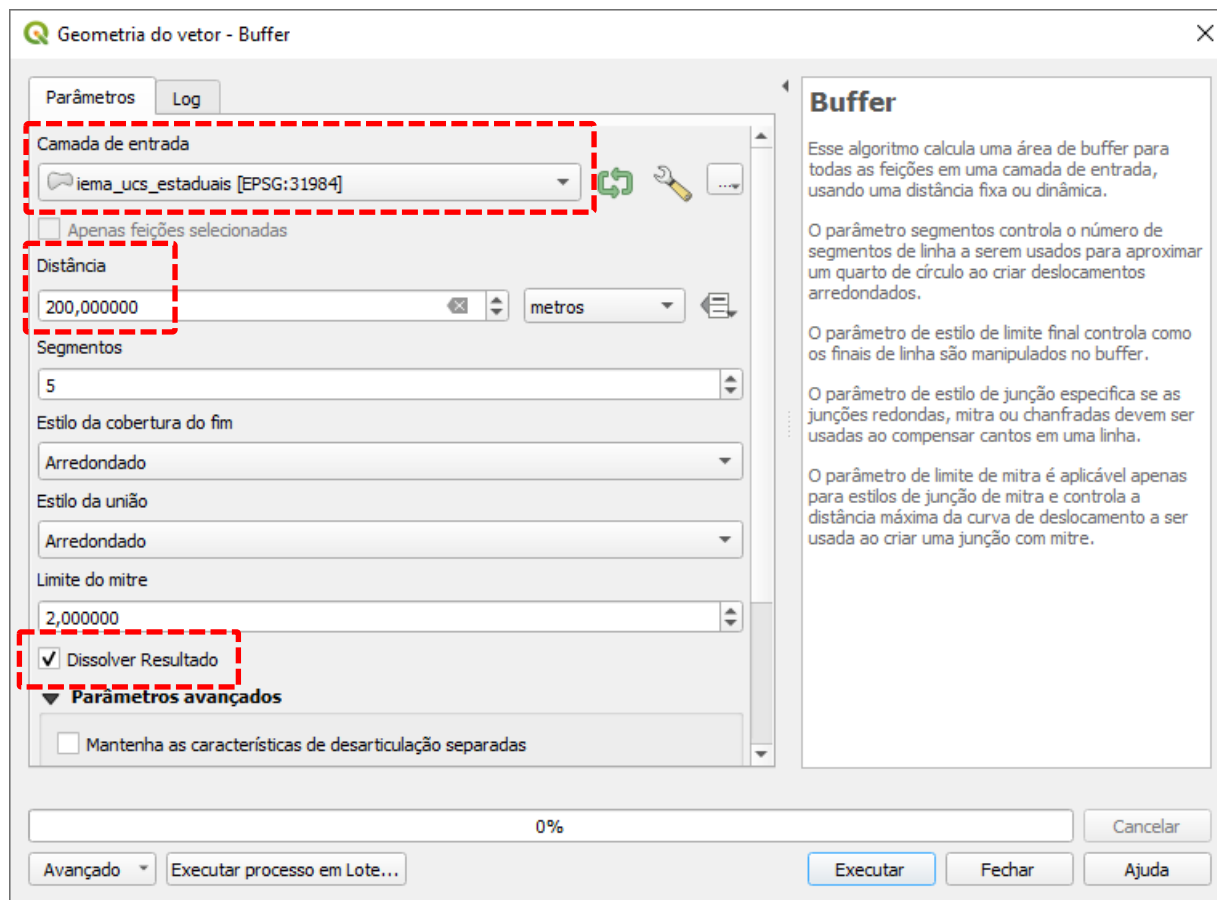 Geometria do vetor - Buffer
Parâmetros
Log
Camada de entrada
iema_ucs_estaduais [EPSG:31984]
...
Apenas feições selecionadas
Distância
200,000000
metros
Segmentos
5
Estilo da cobertura do fim
Arredondado
Estilo da união
Arredondado
Limite do mitre
2,000000
Dissolver Resultado
Parâmetros avançados
Mantenha as características de desarticulação separadas
Buffer
Esse algoritmo calcula uma área de buffer para
todas as feições em uma camada de entrada,
usando uma distância fixa ou dinâmica.
O parâmetro segmentos controla o número de
segmentos de linha a serem usados para aproximar
um quarto de círculo ao criar deslocamentos
arredondados.
O parâmetro de estilo de limite final controla como
os finais de linha são manipulados no buffer.
O parâmetro de estilo de junção especifica se as
junções redondas, mitra ou chanfradas devem ser
usadas ao compensar cantos em uma linha.
O parâmetro de limite de mitra é aplicável apenas
para estilos de junção de mitra e controla a
distância máxima da curva de deslocamento a ser
usada ao criar uma junção com mitre.
0%
Cancelar
Avançado
Executar processo em Lote...
Executar
Fechar
Ajuda